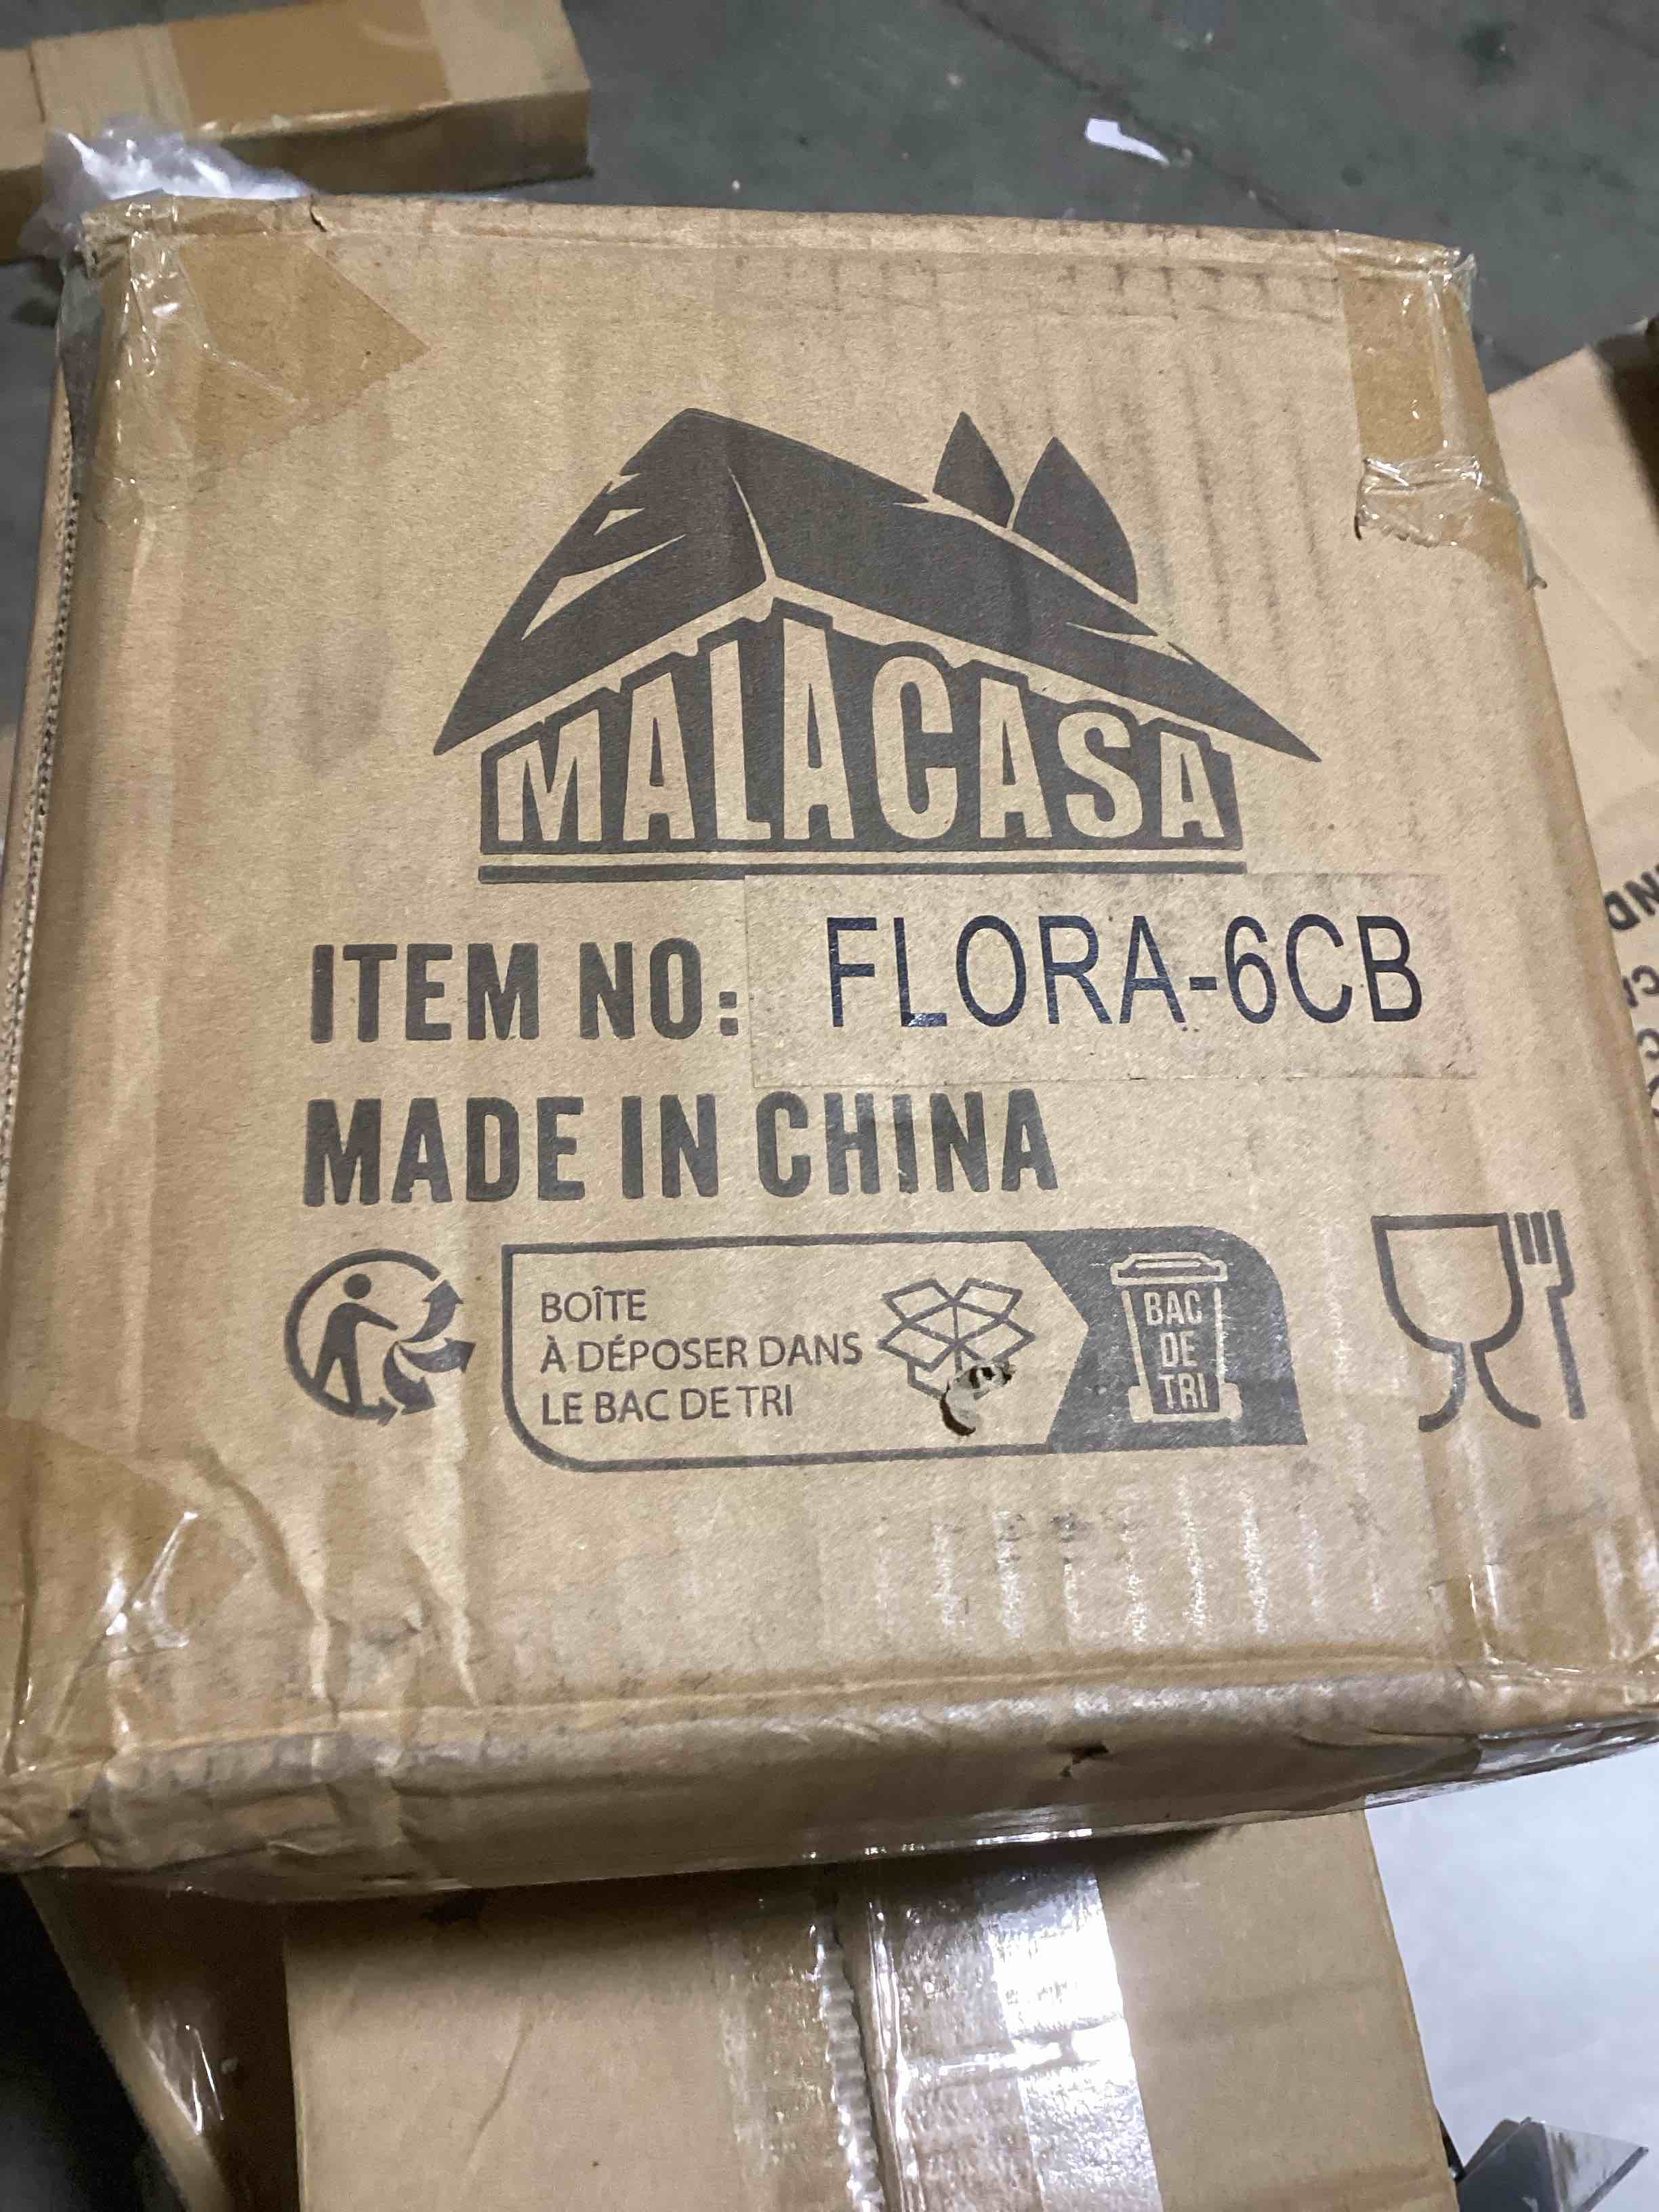 MALACASA
ITEM NO: FLORA-6CB
MADE IN CHINA
BOÎTE
À DÉPOSER DANS
LE BAC DE TRI
BAC
DE
TRI